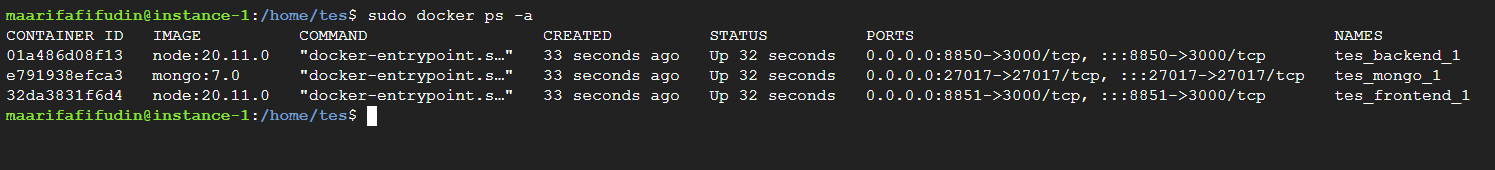 maarifafifudin@instance-1:/home/tes$ sudo docker ps -a
CONTAINER ID   IMAGE          COMMAND                  CREATED          STATUS          PORTS                                           NAMES
01a486d08f13   node:20.11.0   "docker-entrypoint.s…"   33 seconds ago   Up 32 seconds   0.0.0.0:8850->3000/tcp, :::8850->3000/tcp       tes_backend_1
e791938efca3   mongo:7.0      "docker-entrypoint.s…"   33 seconds ago   Up 32 seconds   0.0.0.0:27017->27017/tcp, :::27017->27017/tcp   tes_mongo_1
32da3831f6d4   node:20.11.0   "docker-entrypoint.s…"   33 seconds ago   Up 32 seconds   0.0.0.0:8851->3000/tcp, :::8851->3000/tcp       tes_frontend_1
maarifafifudin@instance-1:/home/tes$